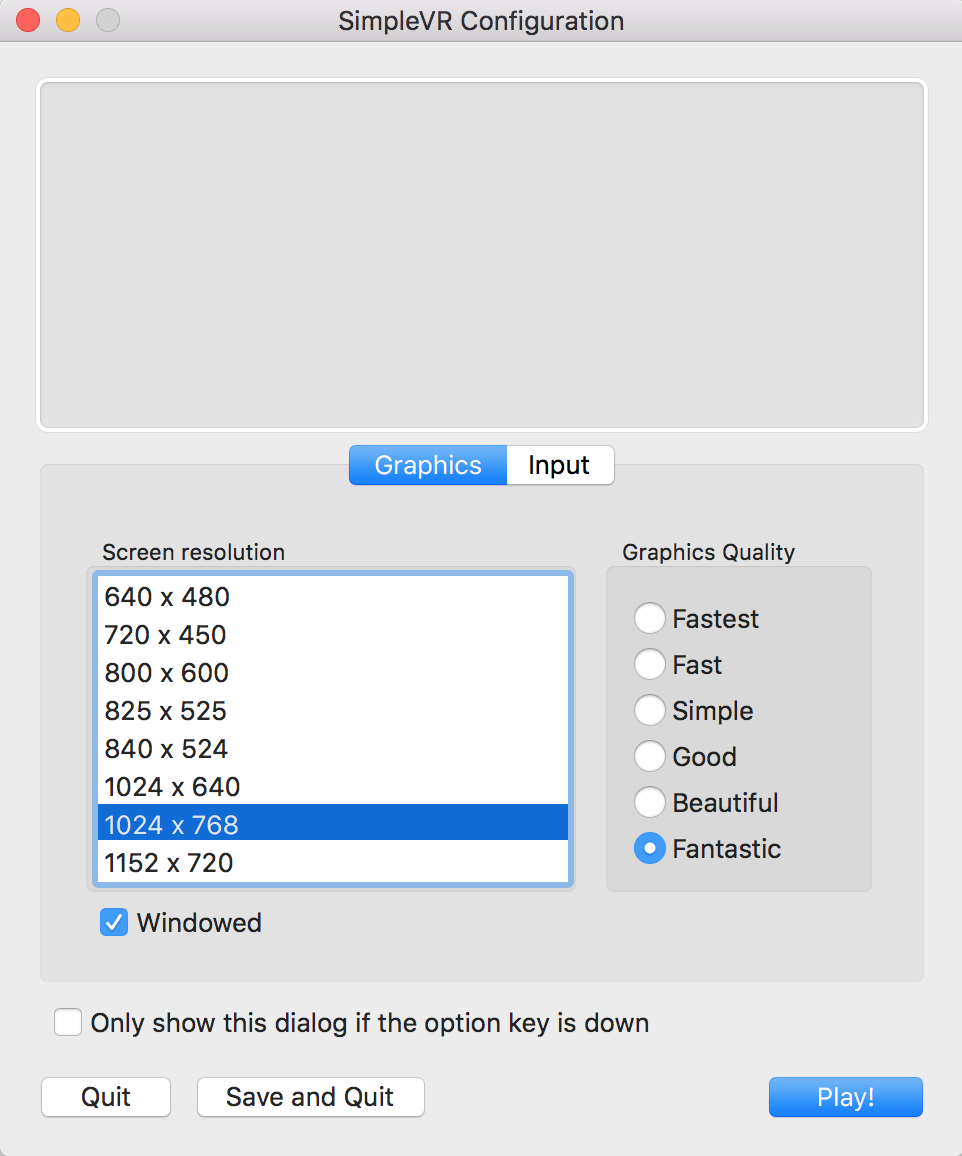 SimpleVR Configuration
Graphics
Input
Screen resolution
640 x 480
720 x 450
800 x 600
825 x 525
840 x 524
1024 x 640
1024 x 768
1152 x 720
Windowed
Graphics Quality
Fastest
Fast
Simple
Good
Beautiful
Fantastic
Only show this dialog if the option key is down
Quit
Save and Quit
Play!